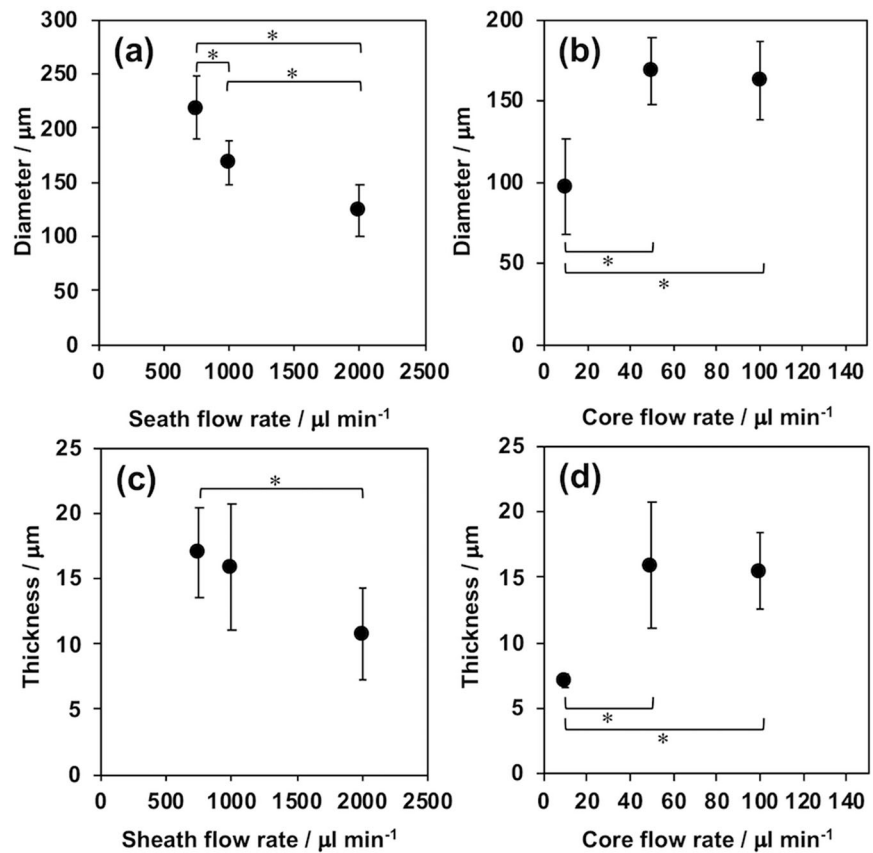 (a)
Diameter / µm
300
250
200
150
100
50
0
* 
*
*
0 500 1000 1500 2000 2500
Seath flow rate / µl min⁻¹
(b)
Diameter / µm
200
150
100
50
0
*
*
0 20 40 60 80 100 120 140
Core flow rate / µl min⁻¹
(c)
Thickness / µm
25
20
15
10
5
0
*
0 500 1000 1500 2000 2500
Sheath flow rate / µl min⁻¹
(d)
Thickness / µm
25
20
15
10
5
0
*
*
0 20 40 60 80 100 120 140
Core flow rate / µl min⁻¹